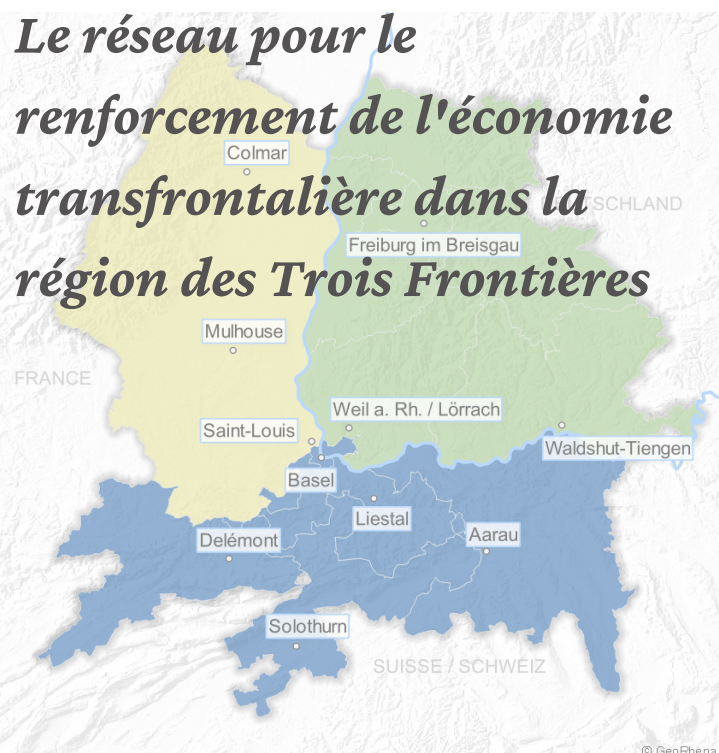 Le réseau pour le
renforcement de l'économie
Colmar
transfrontalière dans la
Freiburg im Breisgau
région des Trois Frontières
Mulhouse
FRANCE
Weil a. Rh. / Lörrach
Saint-Louis
Waldshut-Tiengen
Basel
Liestal
Aarau
Delémont
Solothurn
SUISSE / SCHWEIZ